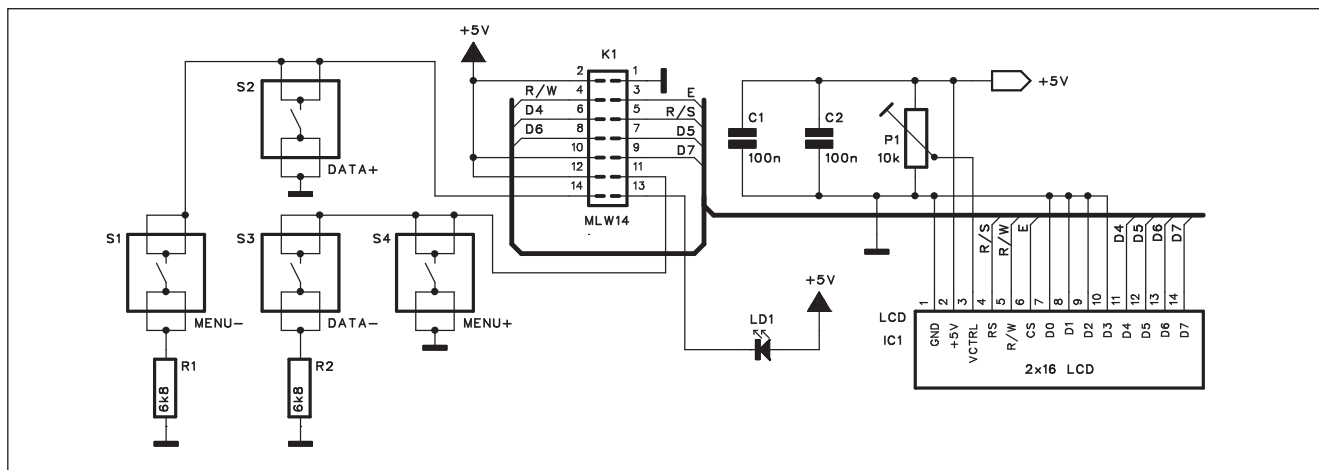 +5V
K1
S2
2
1
R/W
4
3
E
D4
6
5
R/S
D6
8
7
D5
10
9
D7
12
11
14
13
MLW14
DATA+
+5V
C1
100n
C2
100n
P1
10k
S1
MENU-
S3
DATA-
S4
MENU+
R1
6k8
R2
6k8
+5V
LD1
R/S
R/W
E
D4
D5
D6
D7
1
2
3
4
5
6
7
8
9
10
11
12
13
14
LCD
IC1
GND
+5V
VCTRL
RS
R/W
CS
D0
D1
D2
D3
D4
D5
D6
D7
2x16 LCD